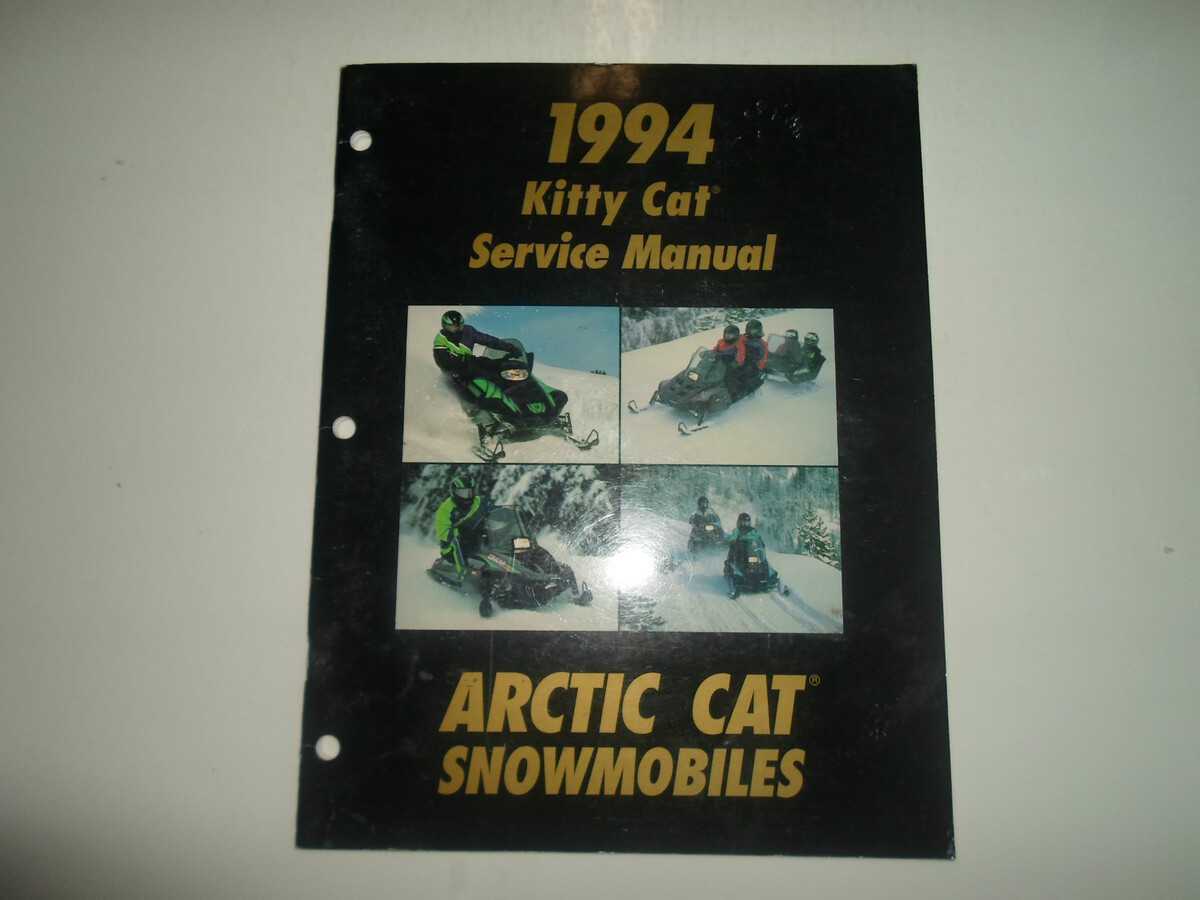 1994
Kitty Cat®
Service Manual
ARCTIC CAT®
SNOWMOBILES